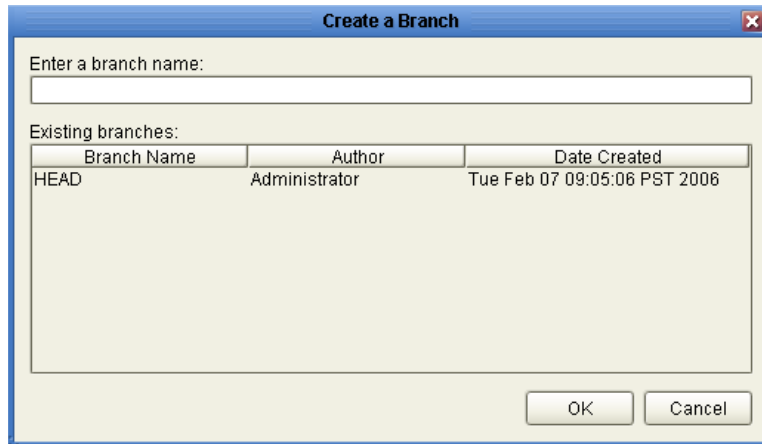 Create a Branch
Enter a branch name:
Existing branches:
Branch Name Author Date Created
HEAD Administrator Tue Feb 07 09:05:06 PST 2006
OK Cancel